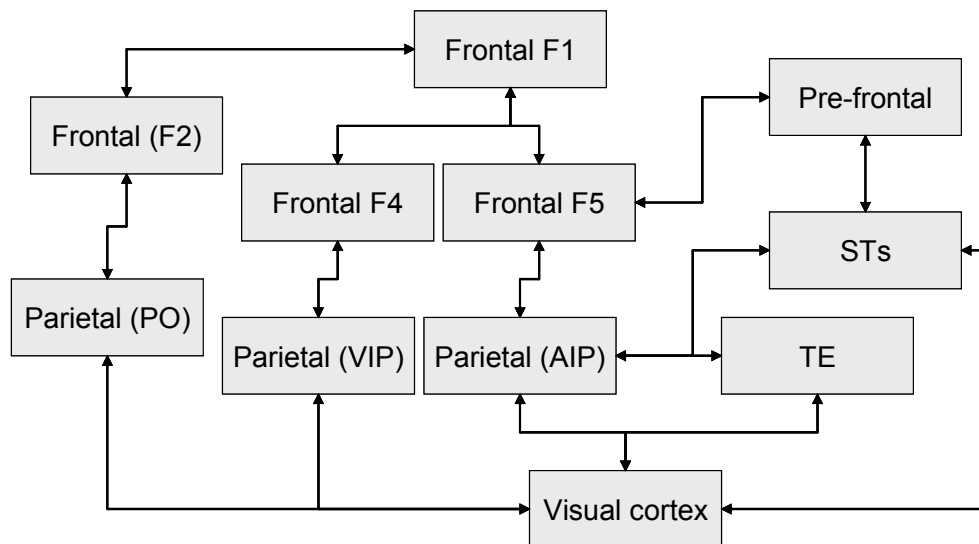 Frontal F1
Pre-frontal
Frontal (F2)
Frontal F4
Frontal F5
STs
Parietal (PO)
Parietal (VIP)
Parietal (AIP)
TE
Visual cortex